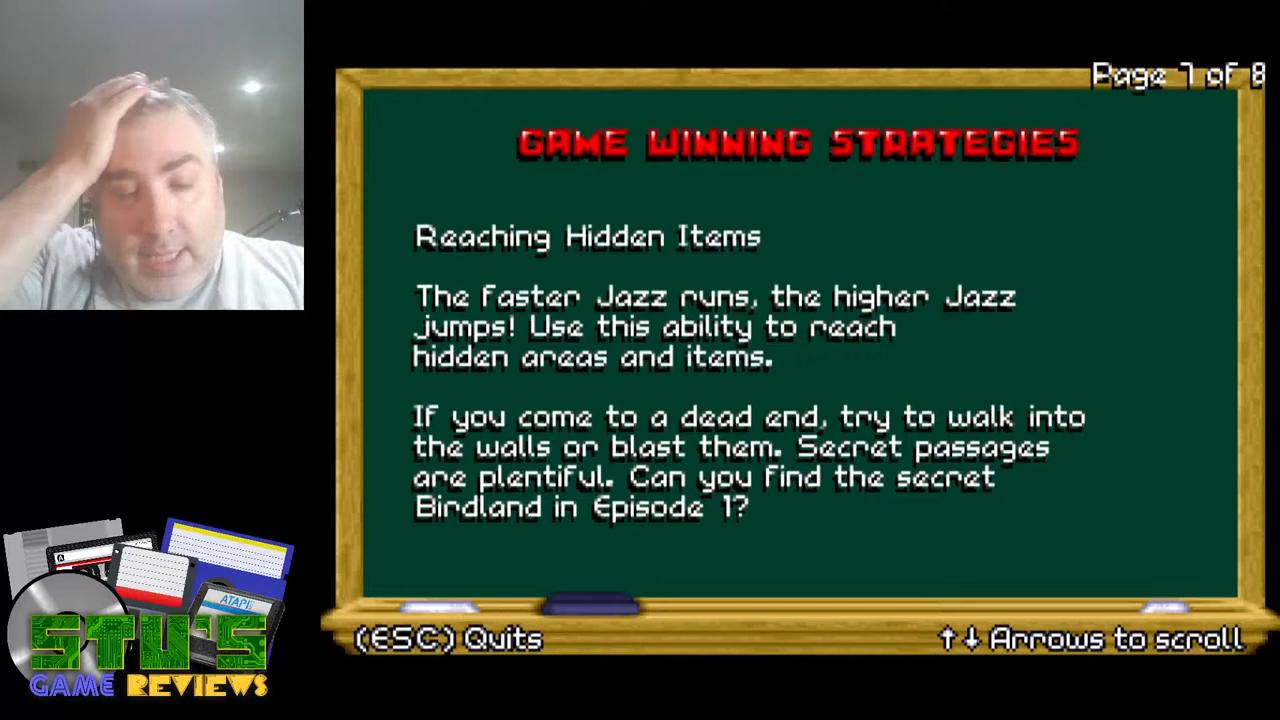 Page 7 of 8
GAME WINNING STRATEGIES
Reaching Hidden Items
The faster Jazz runs, the higher Jazz
jumps! Use this ability to reach
hidden areas and items.
If you come to a dead end, try to walk into
the walls or blast them. Secret passages
are plentiful. Can you find the secret
Birdland in Episode 1?
(ESC) Quits
↑↓ Arrows to scroll
A
ATAPI
STU'S
GAME REVIEWS